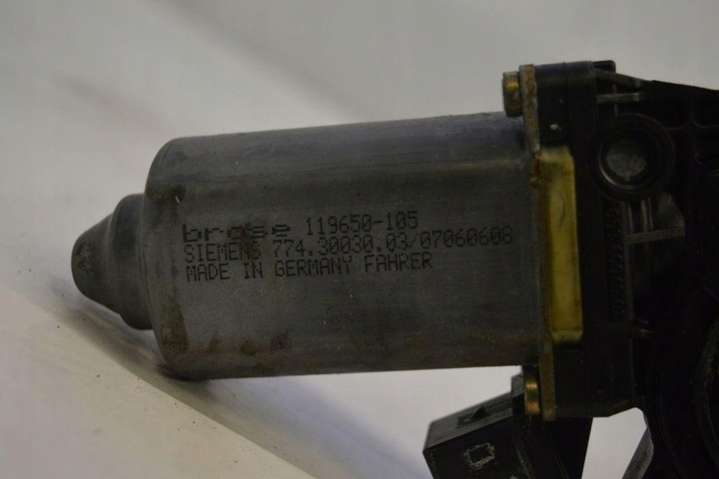 brose 119650-105
SIEMENS 774.30030.03/07060608
MADE IN GERMANY FAHRER